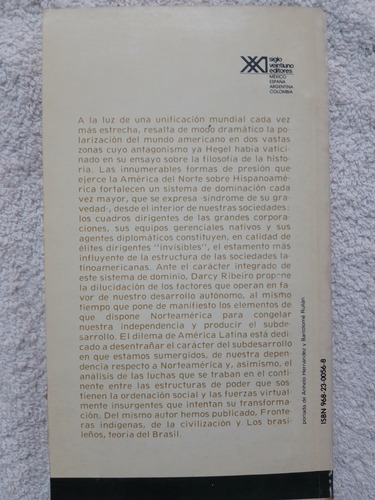 siglo
veintiuno
editores
MÉXICO
ESPAÑA
ARGENTINA
COLOMBIA
A la luz de una unificación mundial cada vez
más estrecha, resalta de modo dramático la po-
larización del mundo americano en dos vastas
zonas cuyo antagonismo ya Hegel había vatici-
nado en su ensayo sobre la filosofía de la histo-
ria. Las innumerables formas de presión que
ejerce la América del Norte sobre Hispanoamé-
rica fortalecen un sistema de dominación cada
vez mayor, que se expresa -síndrome de su gra-
vedad-, desde el interior de nuestras sociedades:
los cuadros dirigentes de las grandes corpora-
ciones, sus equipos gerenciales nativos y sus
agentes diplomáticos constituyen, en calidad de
élites dirigentes "invisibles", el estamento más
influyente de la estructura de las sociedades la-
tinoamericanas. Ante el carácter integrado de
este sistema de dominio, Darcy Ribeiro propone
la dilucidación de los factores que operan en fa-
vor de nuestro desarrollo autónomo, al mismo
tiempo que pone de manifiesto los elementos de
que dispone Norteamérica para congelar
nuestra independencia y producir el subde-
sarrollo. El dilema de América Latina está dedi-
cado a desentrañar el carácter del subdesarrollo
en que estamos sumergidos, de nuestra depen-
dencia respecto a Norteamérica y, asimismo, el
análisis de las luchas que se traban en el conti-
nente entre las estructuras de poder que sos-
tienen la ordenación social y las fuerzas virtual-
mente insurgentes que intentan su transforma-
ción. Del mismo autor hemos publicado, Fronte-
ras indígenas, de la civilización y Los brasi-
leños, teoría del Brasil.
portada de Anhelo Hernández y Bartolomé Rullán
ISBN 968-23-0056-8